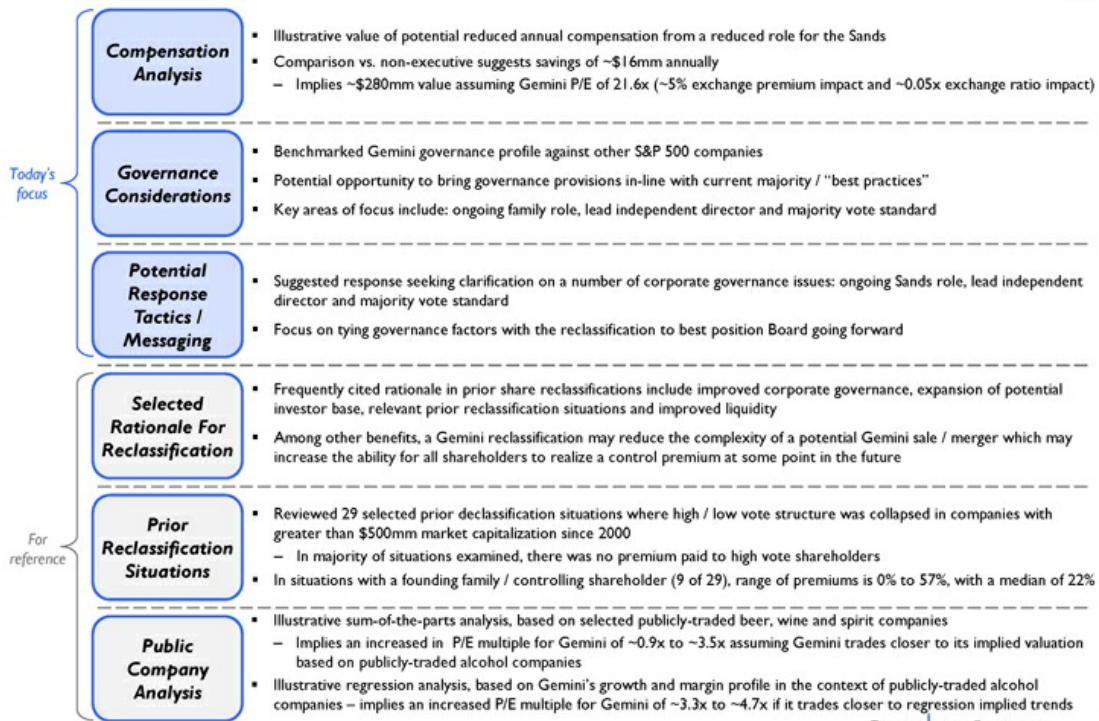 Today's
focus
Compensation
Analysis
▪ Illustrative value of potential reduced annual compensation from a reduced role for the Sands
▪ Comparison vs. non-executive suggests savings of ~$16mm annually
– Implies ~$280mm value assuming Gemini P/E of 21.6x (~5% exchange premium impact and ~0.05x exchange ratio impact)
Governance
Considerations
▪ Benchmarked Gemini governance profile against other S&P 500 companies
▪ Potential opportunity to bring governance provisions in-line with current majority / “best practices”
▪ Key areas of focus include: ongoing family role, lead independent director and majority vote standard
Potential
Response
Tactics /
Messaging
▪ Suggested response seeking clarification on a number of corporate governance issues: ongoing Sands role, lead independent
director and majority vote standard
▪ Focus on tying governance factors with the reclassification to best position Board going forward
For
reference
Selected
Rationale For
Reclassification
▪ Frequently cited rationale in prior share reclassifications include improved corporate governance, expansion of potential
investor base, relevant prior reclassification situations and improved liquidity
▪ Among other benefits, a Gemini reclassification may reduce the complexity of a potential Gemini sale / merger which may
increase the ability for all shareholders to realize a control premium at some point in the future
Prior
Reclassification
Situations
▪ Reviewed 29 selected prior declassification situations where high / low vote structure was collapsed in companies with
greater than $500mm market capitalization since 2000
– In majority of situations examined, there was no premium paid to high vote shareholders
▪ In situations with a founding family / controlling shareholder (9 of 29), range of premiums is 0% to 57%, with a median of 22%
Public
Company
Analysis
▪ Illustrative sum-of-the-parts analysis, based on selected publicly-traded beer, wine and spirit companies
– Implies an increased in P/E multiple for Gemini of ~0.9x to ~3.5x assuming Gemini trades closer to its implied valuation
based on publicly-traded alcohol companies
▪ Illustrative regression analysis, based on Gemini's growth and margin profile in the context of publicly-traded alcohol
companies – implies an increased P/E multiple for Gemini of ~3.3x to ~4.7x if it trades closer to regression implied trends